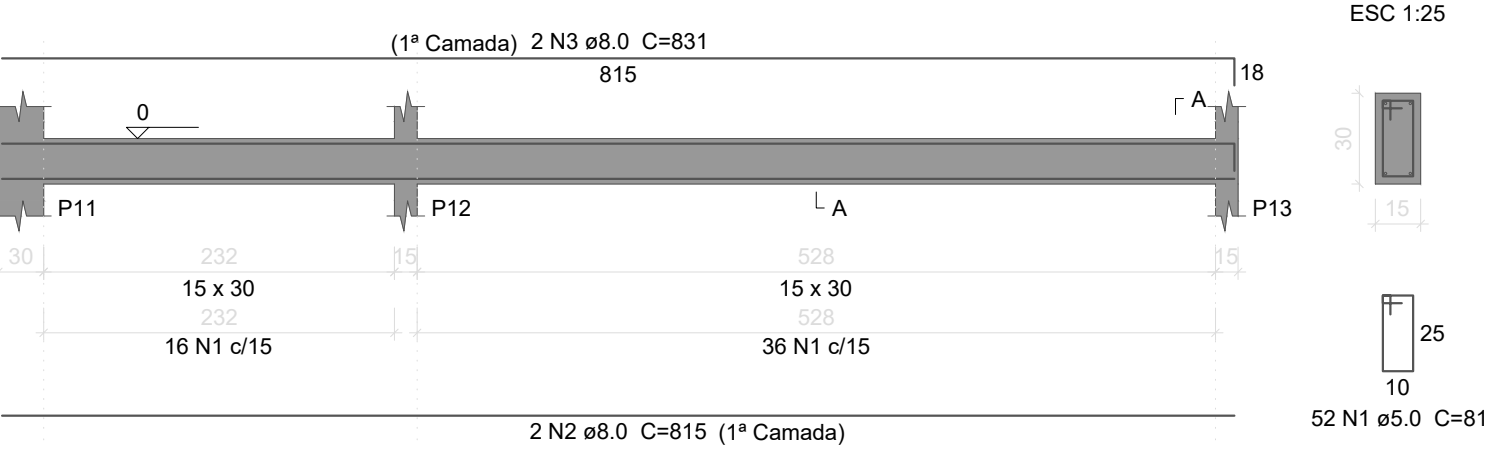 ESC 1:25
(1ª Camada) 2 N3 ø8.0 C=831
815
18
A
0
30
P11
P12
A
P13
30 232 15 528 15
15
15 x 30
15 x 30
232
528
16 N1 c/15
36 N1 c/15
25
10
52 N1 ø5.0 C=81
2 N2 ø8.0 C=815 (1ª Camada)